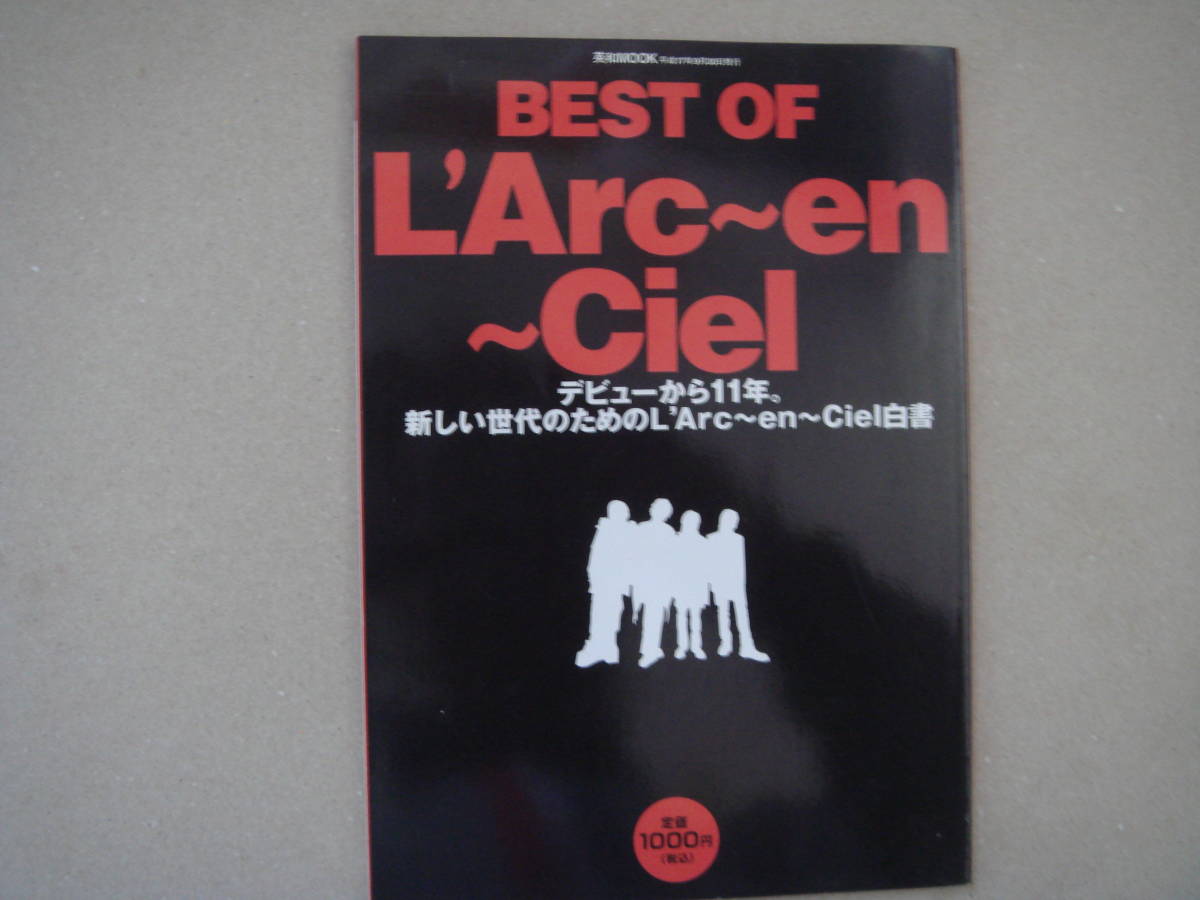 英和MOOK
BEST OF
L'Arc~en
~Ciel
デビューから11年。
新しい世代のためのL'Arc~en~Ciel白書
定価
1000円
(税込)